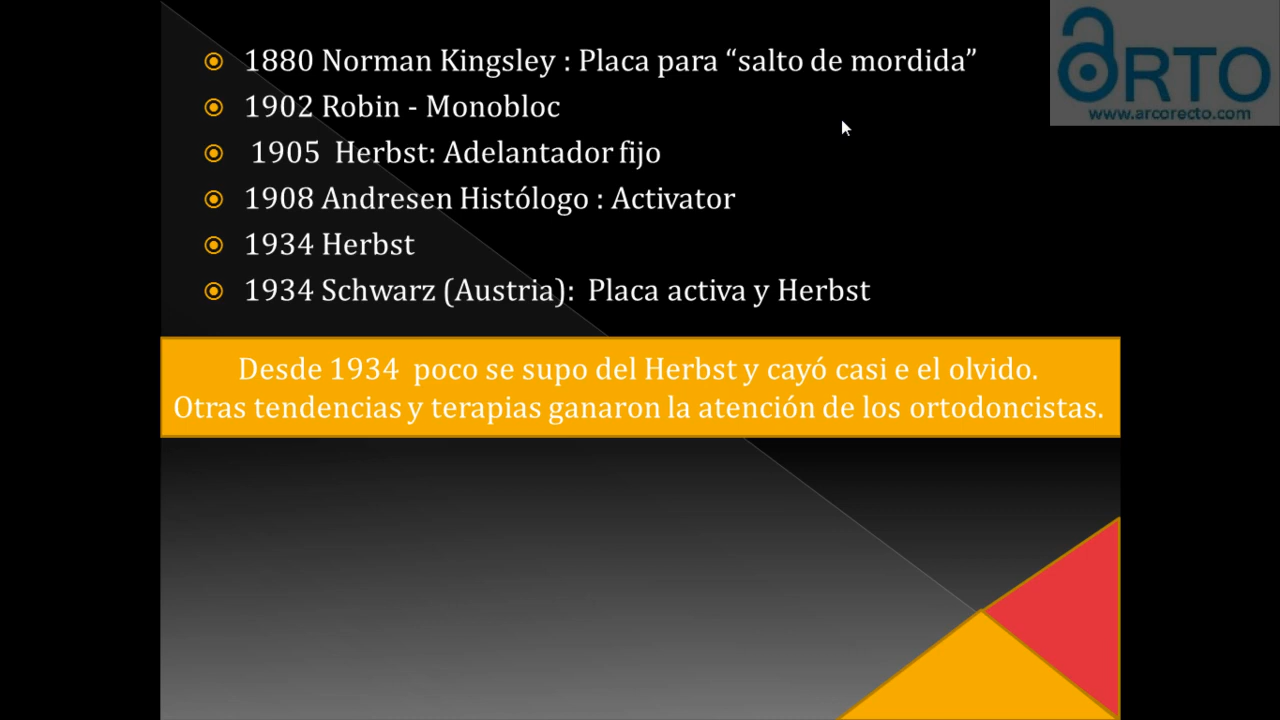 1880 Norman Kingsley : Placa para “salto de mordida”
1902 Robin - Monobloc
1905 Herbst: Adelantador fijo
1908 Andresen Histólogo : Activator
1934 Herbst
1934 Schwarz (Austria): Placa activa y Herbst
Desde 1934 poco se supo del Herbst y cayó casi e el olvido.
Otras tendencias y terapias ganaron la atención de los ortodoncistas.
ARTO
www.arcorecto.com